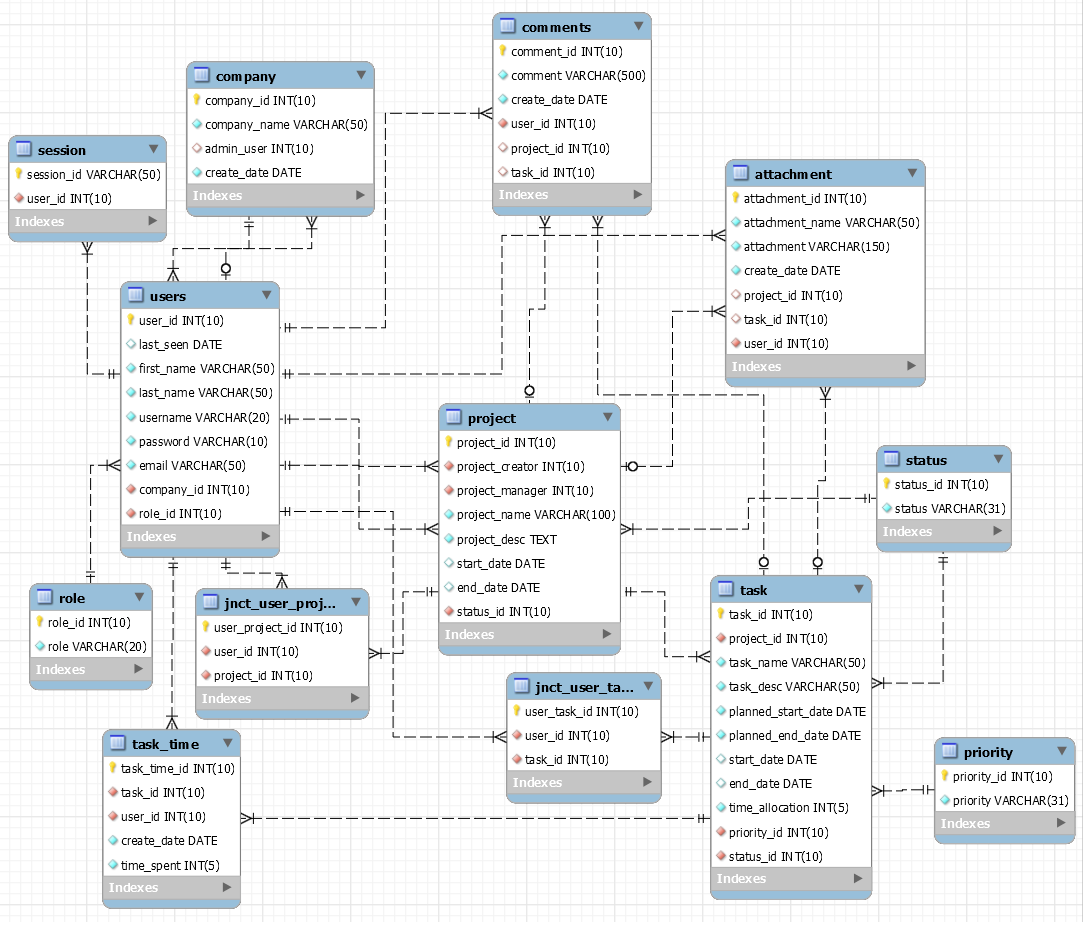 comments
comment_id INT(10)
comment VARCHAR(500)
create_date DATE
user_id INT(10)
project_id INT(10)
task_id INT(10)
Indexes
company
company_id INT(10)
company_name VARCHAR(50)
admin_user INT(10)
create_date DATE
Indexes
session
session_id VARCHAR(50)
user_id INT(10)
Indexes
attachment
attachment_id INT(10)
attachment_name VARCHAR(50)
attachment VARCHAR(150)
create_date DATE
project_id INT(10)
task_id INT(10)
user_id INT(10)
Indexes
users
user_id INT(10)
last_seen DATE
first_name VARCHAR(50)
last_name VARCHAR(50)
username VARCHAR(20)
password VARCHAR(10)
email VARCHAR(50)
company_id INT(10)
role_id INT(10)
Indexes
project
project_id INT(10)
project_creator INT(10)
project_manager INT(10)
project_name VARCHAR(100)
project_desc TEXT
start_date DATE
end_date DATE
status_id INT(10)
Indexes
status
status_id INT(10)
status VARCHAR(31)
Indexes
role
role_id INT(10)
role VARCHAR(20)
Indexes
jnct_user_proj...
user_project_id INT(10)
user_id INT(10)
project_id INT(10)
Indexes
task
task_id INT(10)
project_id INT(10)
task_name VARCHAR(50)
task_desc VARCHAR(50)
planned_start_date DATE
planned_end_date DATE
start_date DATE
end_date DATE
time_allocation INT(5)
priority_id INT(10)
status_id INT(10)
Indexes
jnct_user_ta...
user_task_id INT(10)
user_id INT(10)
task_id INT(10)
Indexes
task_time
task_time_id INT(10)
task_id INT(10)
user_id INT(10)
create_date DATE
time_spent INT(5)
Indexes
priority
priority_id INT(10)
priority VARCHAR(31)
Indexes